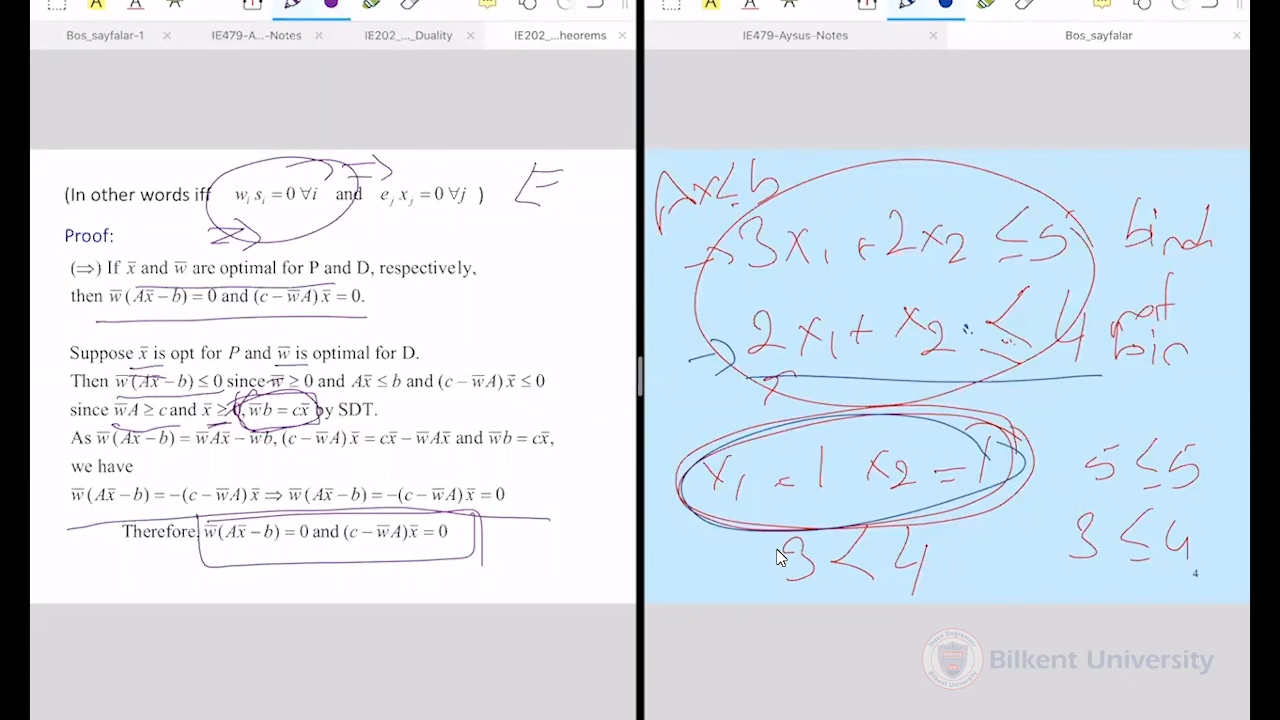 Bos_sayfalar-1
IE479-A...-Notes
IE202_..._Duality
IE202_...heorems
IE479-Aysus-Notes
Bos_sayfalar
(In other words iff w_i s_i = 0 ∀i and e_j x_j = 0 ∀j )
Proof:
(⇒) If x̄ and w̄ are optimal for P and D, respectively,
then w̄(Ax̄ − b) = 0 and (c − w̄A)x̄ = 0.
Suppose x̄ is opt for P and w̄ is optimal for D.
Then w̄(Ax̄ − b) ≤ 0 since w̄ ≥ 0 and Ax̄ ≤ b and (c − w̄A)x̄ ≤ 0
since w̄A ≥ c and x̄ ≥ 0, w̄b = cx̄ by SDT.
As w̄(Ax̄ − b) = w̄Ax̄ − w̄b, (c − w̄A)x̄ = cx̄ − w̄Ax̄ and w̄b = cx̄,
we have
w̄(Ax̄ − b) = −(c − w̄A)x̄ ⇒ w̄(Ax̄ − b) = −(c − w̄A)x̄ = 0
Therefore, w̄(Ax̄ − b) = 0 and (c − w̄A)x̄ = 0
Ax ≤ b
3x₁ + 2x₂ ≤ 5
2x₁ + x₂ ≤ 4 not
x₁ = 1 x₂ = 1 5 ≤ 5
3 < 4 3 ≤ 4
4
Bilkent University